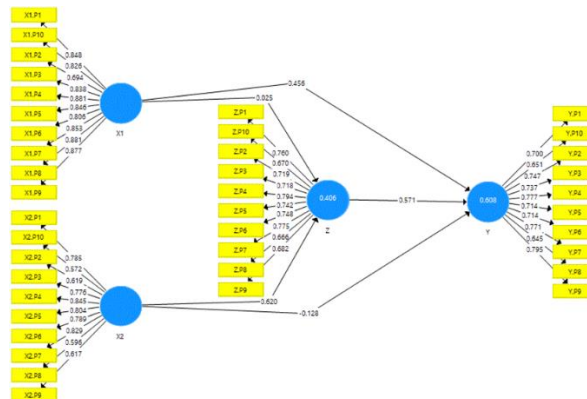 X1.P1
X1.P10
X1.P2
X1.P3
X1.P4
X1.P5
X1.P6
X1.P7
X1.P8
X1.P9
0.848
0.826
0.694
0.838
0.881
0.846
0.806
0.853
0.881
0.877
X1
0.456
0.025
Z.P1
Z.P10
Z.P2
Z.P3
Z.P4
Z.P5
Z.P6
Z.P7
Z.P8
Z.P9
0.760
0.670
0.719
0.718
0.794
0.742
0.748
0.775
0.666
0.682
0.406
Z
0.571
0.608
Y
0.700
0.651
0.747
0.737
0.777
0.714
0.714
0.771
0.645
0.795
Y.P1
Y.P10
Y.P2
Y.P3
Y.P4
Y.P5
Y.P6
Y.P7
Y.P8
Y.P9
X2.P1
X2.P10
X2.P2
X2.P3
X2.P4
X2.P5
X2.P6
X2.P7
X2.P8
X2.P9
0.785
0.572
0.619
0.776
0.845
0.804
0.789
0.829
0.596
0.617
X2
0.620
-0.128